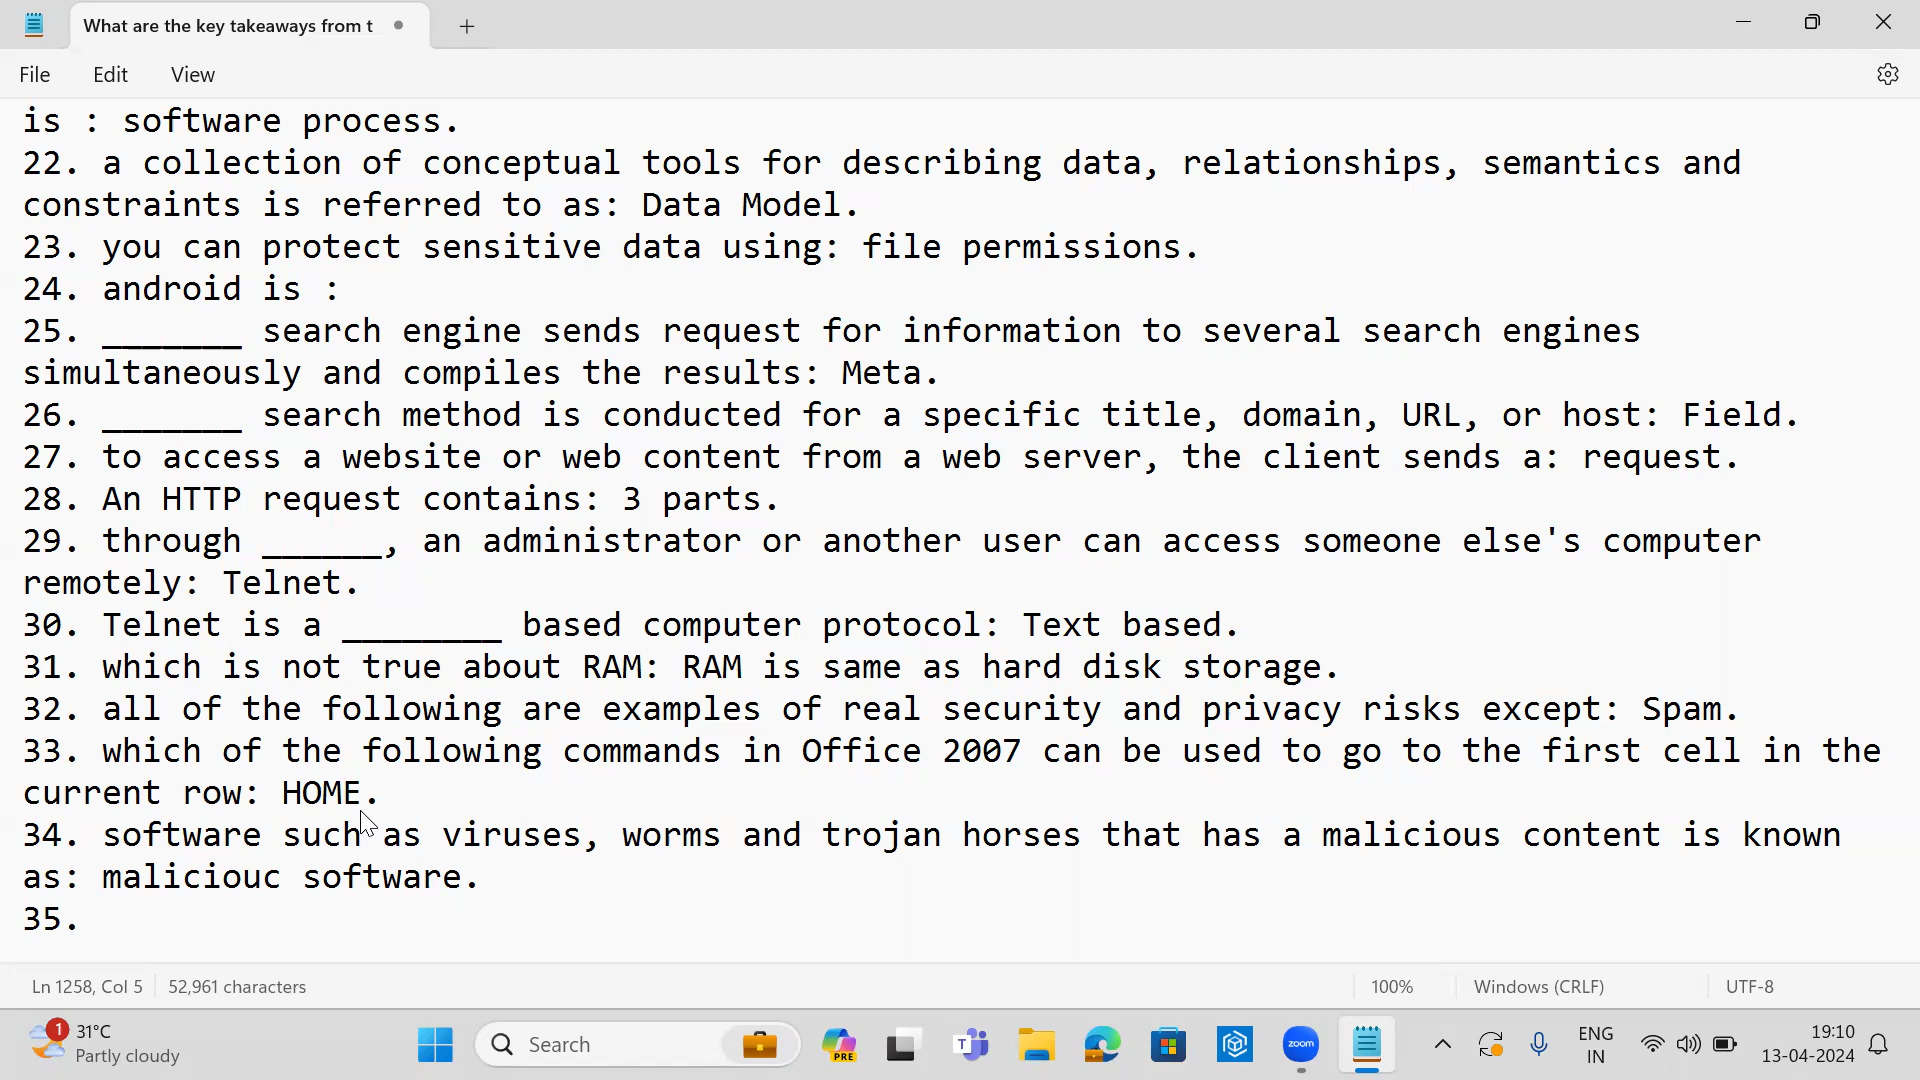 What are the key takeaways from t
File Edit View
is : software process.
22. a collection of conceptual tools for describing data, relationships, semantics and
constraints is referred to as: Data Model.
23. you can protect sensitive data using: file permissions.
24. android is :
25. _______ search engine sends request for information to several search engines
simultaneously and compiles the results: Meta.
26. _______ search method is conducted for a specific title, domain, URL, or host: Field.
27. to access a website or web content from a web server, the client sends a: request.
28. An HTTP request contains: 3 parts.
29. through ______, an administrator or another user can access someone else's computer
remotely: Telnet.
30. Telnet is a ________ based computer protocol: Text based.
31. which is not true about RAM: RAM is same as hard disk storage.
32. all of the following are examples of real security and privacy risks except: Spam.
33. which of the following commands in Office 2007 can be used to go to the first cell in the
current row: HOME.
34. software such as viruses, worms and trojan horses that has a malicious content is known
as: maliciouc software.
35.
Ln 1258, Col 5 52,961 characters 100% Windows (CRLF) UTF-8
1 31°C
Partly cloudy
Search
PRE
T
zoom
ENG
IN
19:10
13-04-2024